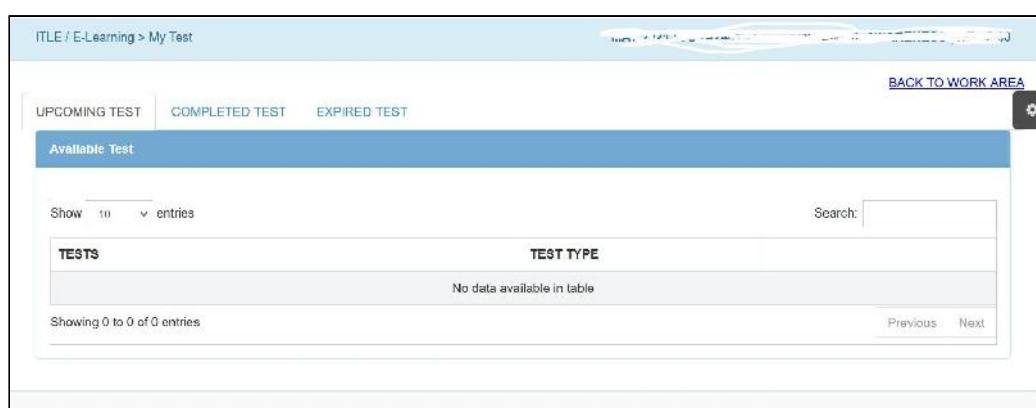 ITLE / E-Learning > My Test
BACK TO WORK AREA
UPCOMING TEST COMPLETED TEST EXPIRED TEST
Available Test
Show 10 entries Search:
TESTS TEST TYPE
No data available in table
Showing 0 to 0 of 0 entries Previous Next